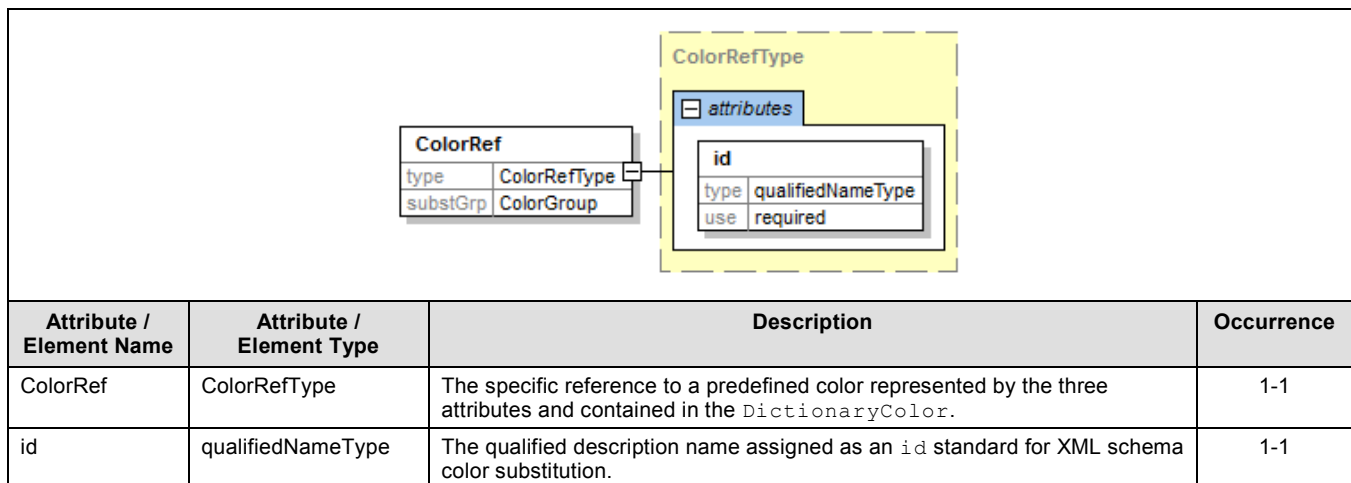 ColorRefType
attributes
ColorRef
type ColorRefType
substGrp ColorGroup
id
type qualifiedNameType
use required
Attribute / Element Name
Attribute / Element Type
Description
Occurrence
ColorRef
ColorRefType
The specific reference to a predefined color represented by the three
attributes and contained in the DictionaryColor.
1-1
id
qualifiedNameType
The qualified description name assigned as an id standard for XML schema
color substitution.
1-1